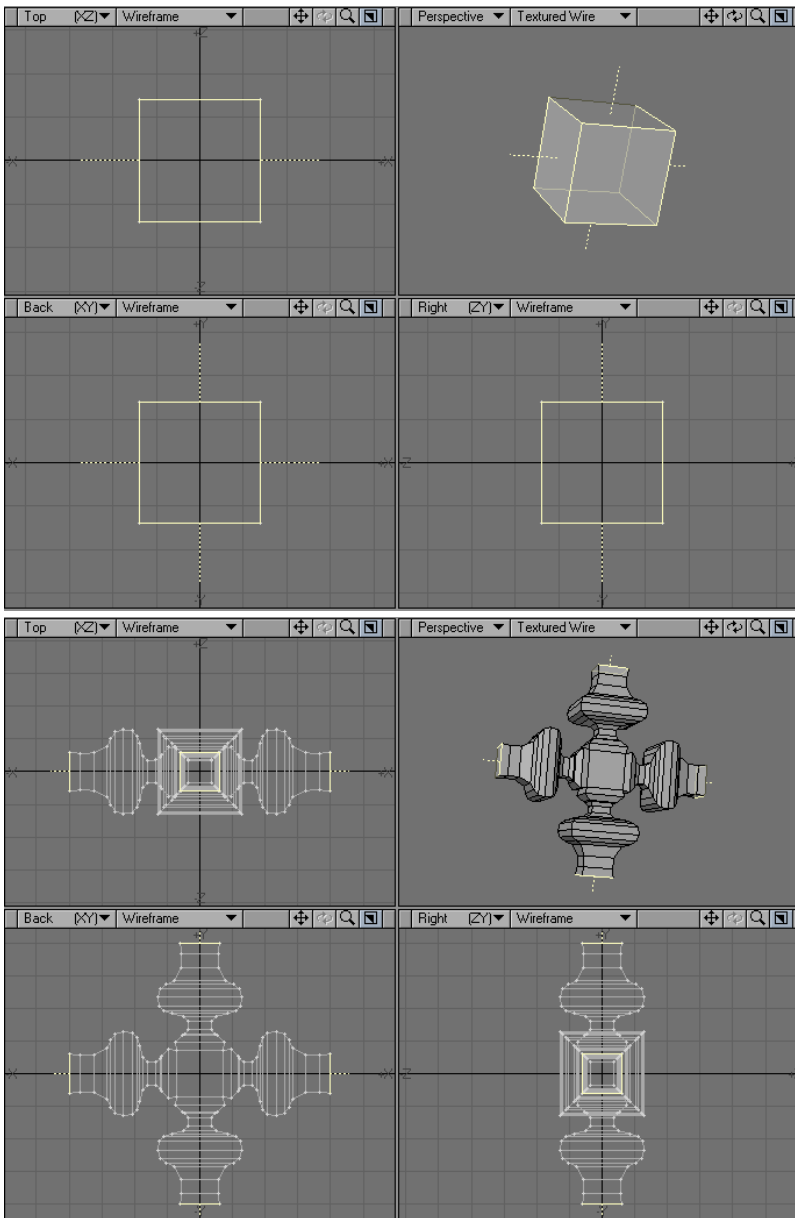 Top (XZ) Wireframe
Perspective Textured Wire
Back (XY) Wireframe
Right (ZY) Wireframe
Top (XZ) Wireframe
Perspective Textured Wire
Back (XY) Wireframe
Right (ZY) Wireframe